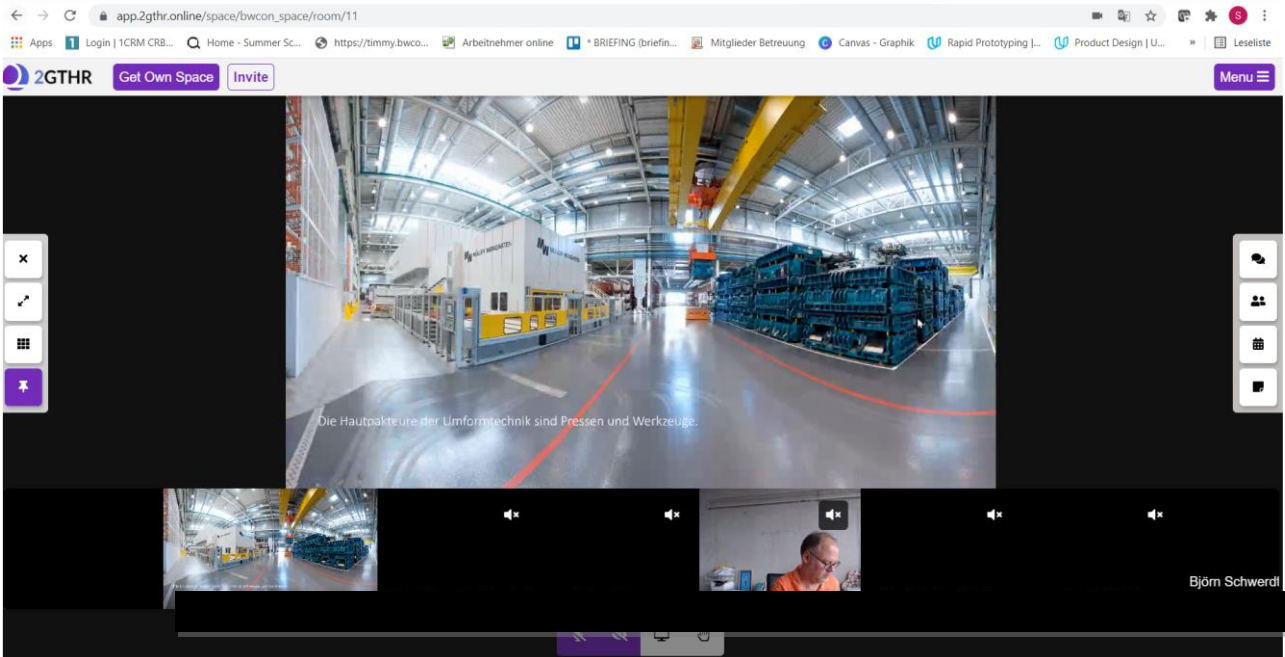 app.2gthr.online/space/bwcon_space/room/11
Apps
Login | 1CRM CRB...
Home - Summer Sc...
https://timmy.bwco...
Arbeitnehmer online
* BRIEFING (briefin...
Mitglieder Betreuung
Canvas - Graphik
Rapid Prototyping |...
Product Design | U...
»
Leseliste
2GTHR
Get Own Space
Invite
Menu
Die Hautpakteure der Umformtechnik sind Pressen und Werkzeuge.
Björn Schwerdt